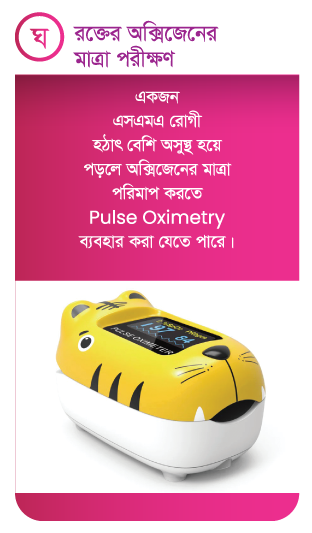 ঘ
রক্তের অক্সিজেনের
মাত্রা পরীক্ষণ
একজন
এসএমএ রোগী
হঠাৎ বেশি অসুস্থ হয়ে
পড়লে অক্সিজেনের মাত্রা
পরিমাপ করতে
Pulse Oximetry
ব্যবহার করা যেতে পারে।
PULSE OXIMETER